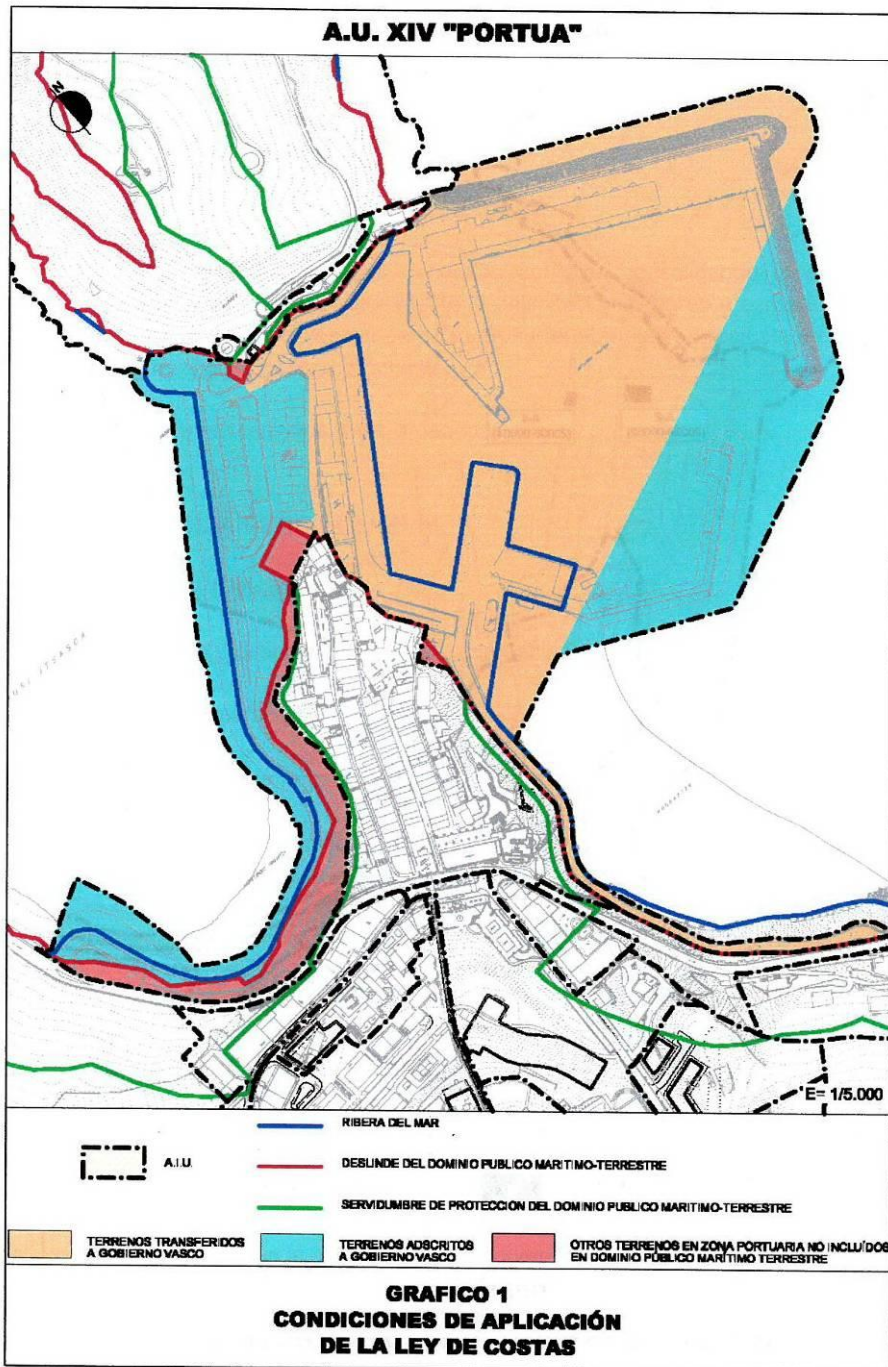 A.U. XIV "PORTUA"
N
E= 1/5.000
RIBERA DEL MAR
A.I.U.
DESLINDE DEL DOMINIO PUBLICO MARITIMO-TERRESTRE
SERVIDUMBRE DE PROTECCION DEL DOMINIO PUBLICO MARITIMO-TERRESTRE
TERRENOS TRANSFERIDOS
A GOBIERNO VASCO
TERRENOS ADSCRITOS
A GOBIERNO VASCO
OTROS TERRENOS EN ZONA PORTUARIA NO INCLUÍDOS
EN DOMINIO PÚBLICO MARÍTIMO TERRESTRE
GRAFICO 1
CONDICIONES DE APLICACIÓN
DE LA LEY DE COSTAS